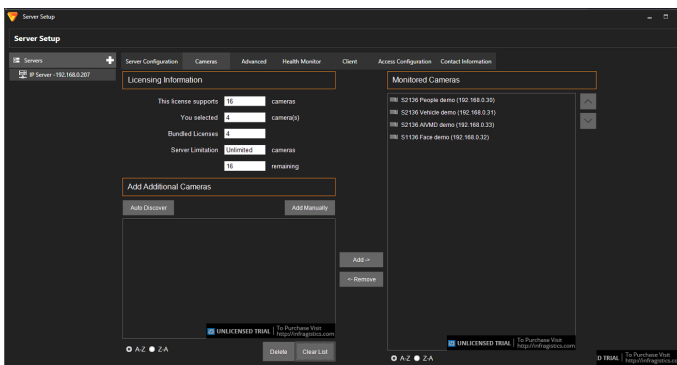 Server Setup
Server Setup
Servers
IP Server -192.168.0.207
Server Configuration Cameras Advanced Health Monitor Client Access Configuration Contact Information
Licensing Information
This license supports 16 cameras
You selected 4 camera(s)
Bundled Licenses 4
Server Limitation Unlimited cameras
16 remaining
Add Additional Cameras
Auto Discover Add Manually
UNLICENSED TRIAL To Purchase Visit
http://infragistics.com
A-Z Z-A
Delete Clear List
Add ->
<- Remove
Monitored Cameras
S2136 People demo (192.168.0.30)
S2136 Vehicle demo (192.168.0.31)
S2136 AIVMD demo (192.168.0.33)
S1136 Face demo (192.168.0.32)
UNLICENSED TRIAL To Purchase Visit
http://infragistics.com
A-Z Z-A
D TRIAL To Purchase Visit
http://infragistics.co